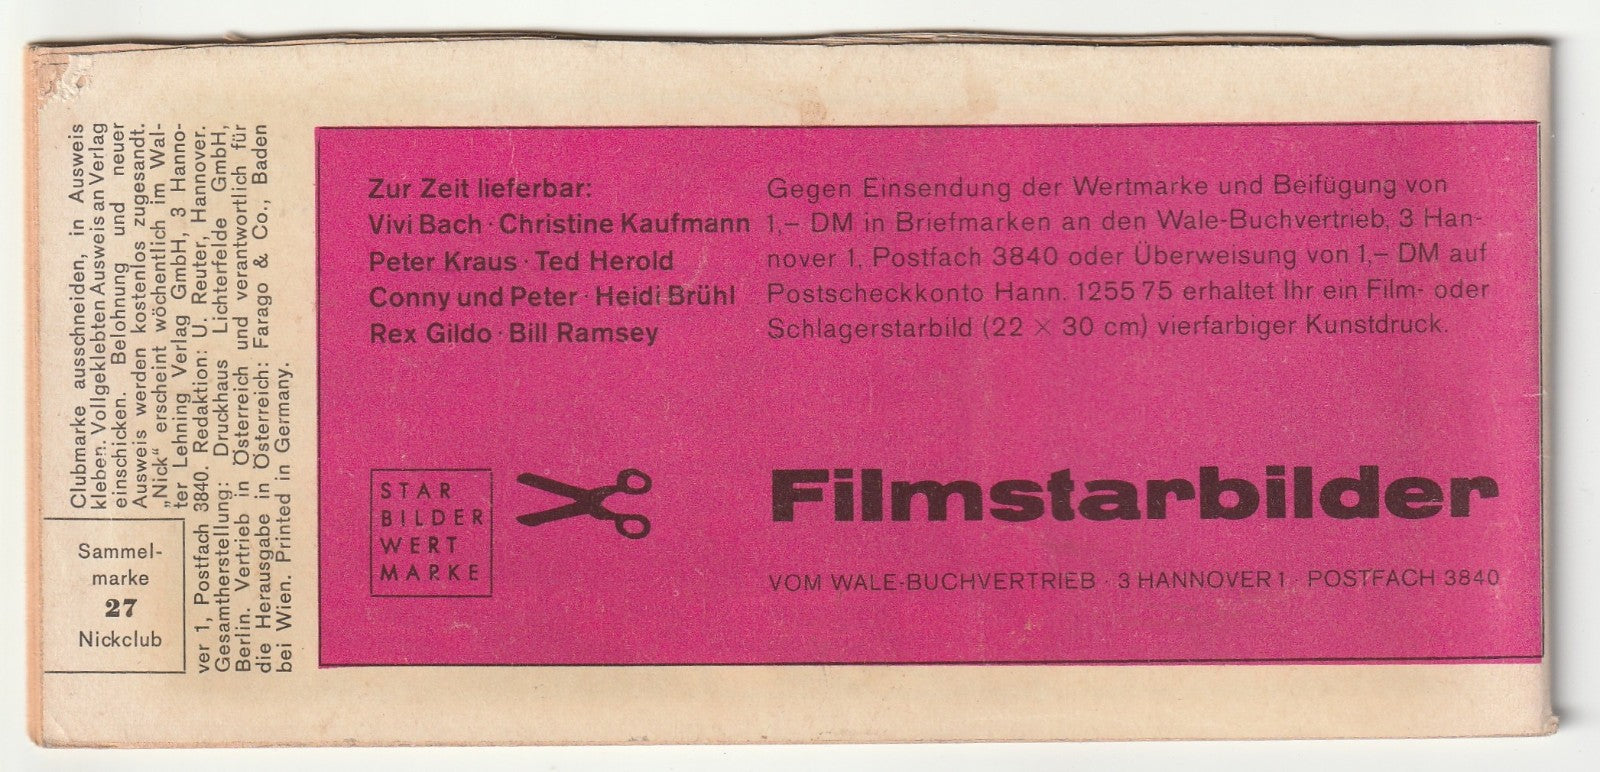 Clubmarke ausschneiden, in Ausweis
kleben. Vollgeklebten Ausweis an Verlag
einschicken. Belohnung und neuer
Ausweis werden kostenlos zugesandt.
„Nick“ erscheint wöchentlich im Wal-
ter Lehning Verlag GmbH, 3 Hanno-
ver 1, Postfach 3840. Redaktion: U. Reuter, Hannover.
Gesamtherstellung: Druckhaus Lichterfelde GmbH,
Berlin. Vertrieb in Österreich und verantwortlich für
die Herausgabe in Österreich: Farago & Co., Baden
bei Wien. Printed in Germany.
Sammel-
marke
27
Nickclub
Zur Zeit lieferbar:
Vivi Bach · Christine Kaufmann
Peter Kraus · Ted Herold
Conny und Peter · Heidi Brühl
Rex Gildo · Bill Ramsey
Gegen Einsendung der Wertmarke und Beifügung von
1,– DM in Briefmarken an den Wale-Buchvertrieb, 3 Han-
nover 1, Postfach 3840 oder Überweisung von 1,– DM auf
Postscheckkonto Hann. 1255 75 erhaltet Ihr ein Film- oder
Schlagerstarbild (22 × 30 cm) vierfarbiger Kunstdruck.
STAR
BILDER
WERT
MARKE
Filmstarbilder
VOM WALE-BUCHVERTRIEB · 3 HANNOVER 1 · POSTFACH 3840